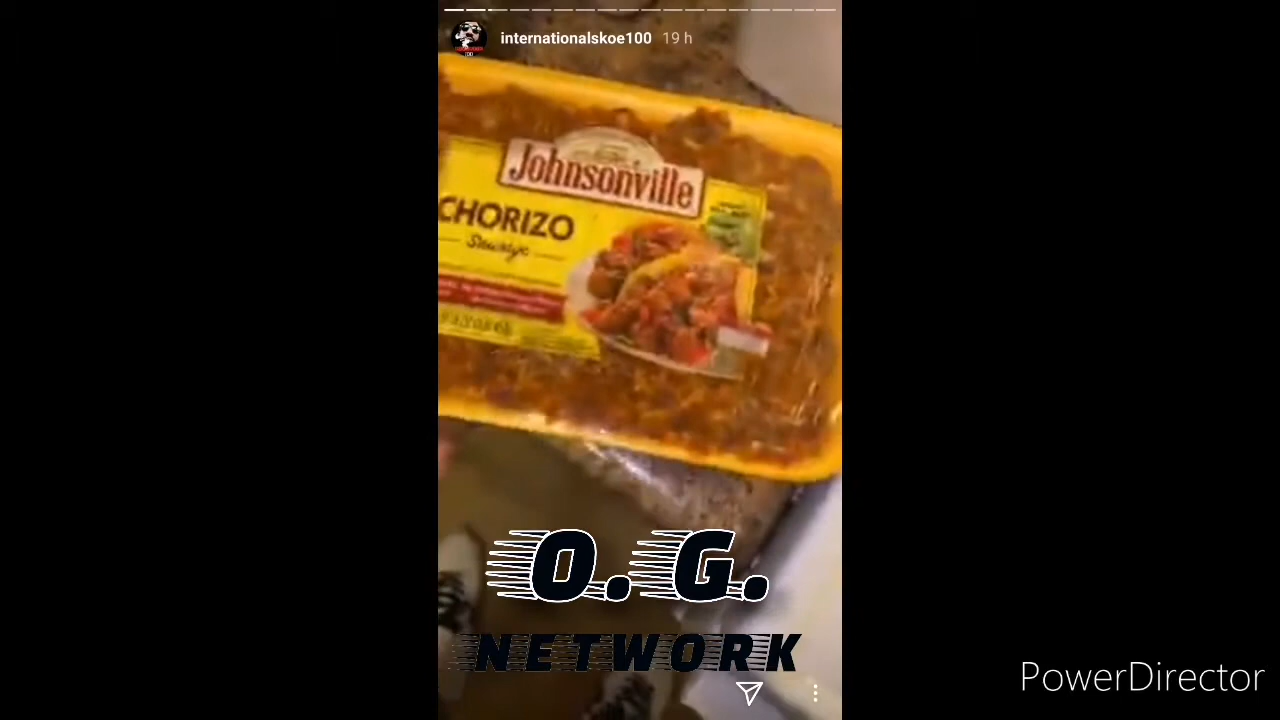 internationalskoe100 19 h
Johnsonville
CHORIZO
Sausage
O. G.
NETWORK
PowerDirector